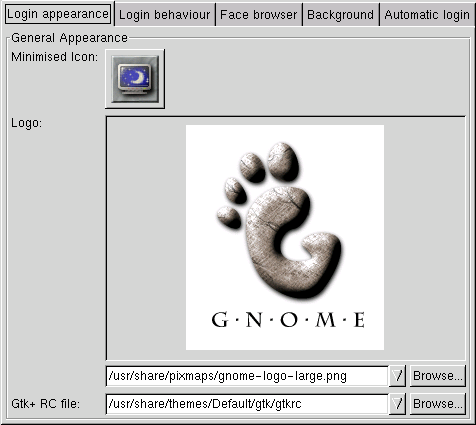 Login appearance Login behaviour Face browser Background Automatic login
General Appearance
Minimised Icon:
Logo:
G·N·O·M·E
/usr/share/pixmaps/gnome-logo-large.png Browse...
Gtk+ RC file: /usr/share/themes/Default/gtk/gtkrc Browse...